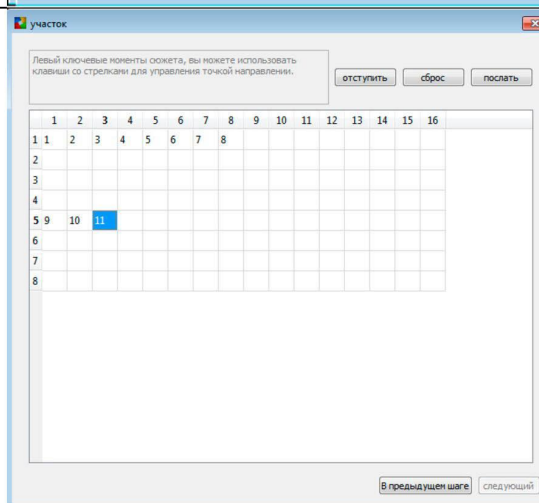 участок
Левый ключевые моменты сюжета, вы можете использовать
клавиши со стрелками для управления точкой направлении.
отступить сброс послать
1 2 3 4 5 6 7 8 9 10 11 12 13 14 15 16
1 1 2 3 4 5 6 7 8
2
3
4
5 9 10 11
6
7
8
В предыдущем шаге следующий